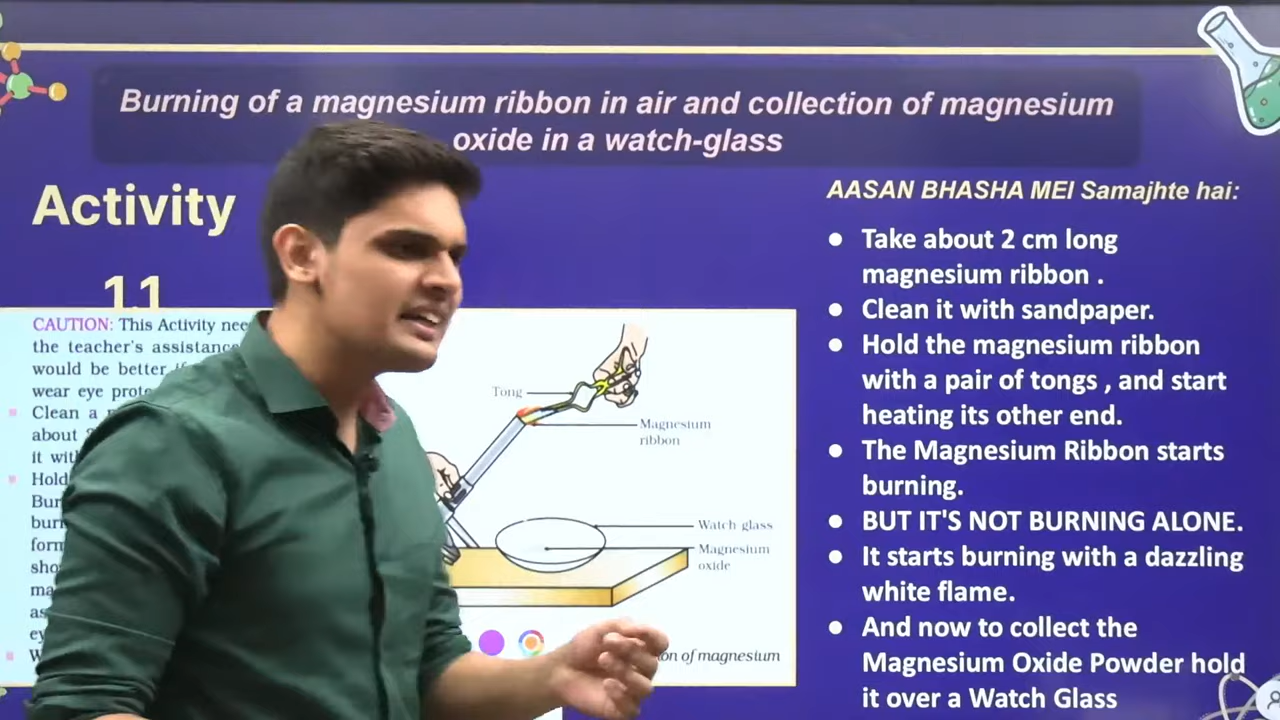 Burning of a magnesium ribbon in air and collection of magnesium
oxide in a watch-glass
Activity
1.1
CAUTION: This Activity
the teacher's assistance
would be better
wear eye
Clean a
about
it
Hold
Tong
Magnesium
ribbon
Watch glass
Magnesium
oxide
of magnesium
AASAN BHASHA MEI Samajhte hai:
● Take about 2 cm long
magnesium ribbon .
● Clean it with sandpaper.
● Hold the magnesium ribbon
with a pair of tongs , and start
heating its other end.
● The Magnesium Ribbon starts
burning.
● BUT IT'S NOT BURNING ALONE.
● It starts burning with a dazzling
white flame.
● And now to collect the
Magnesium Oxide Powder hold
it over a Watch Glass